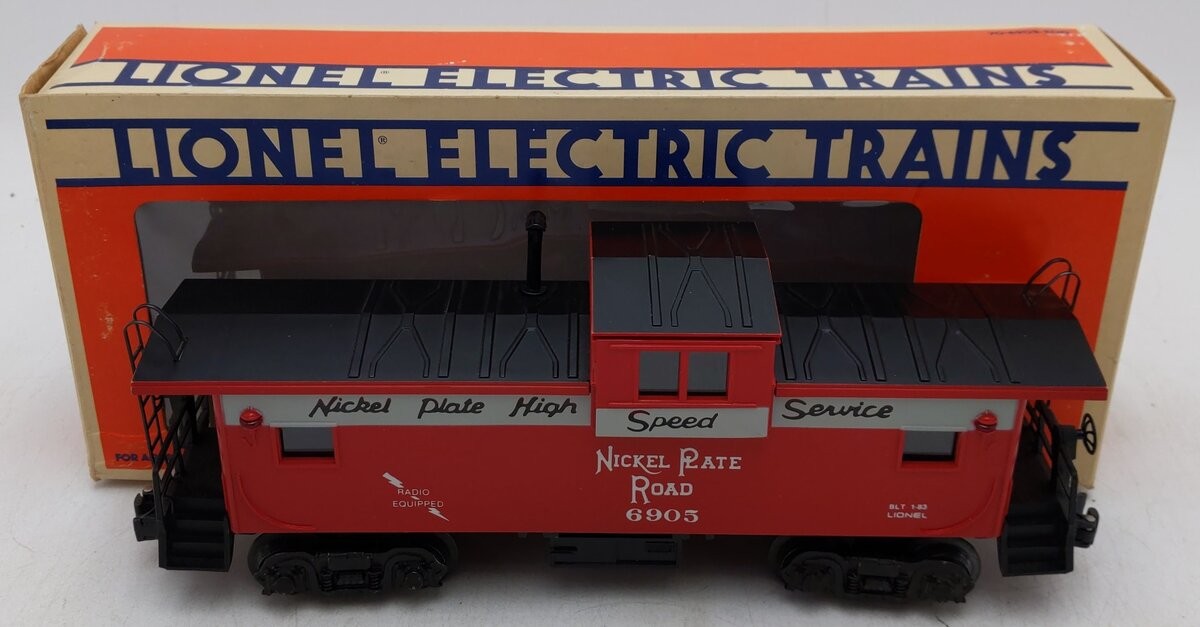 LIONEL® ELECTRIC TRAINS
LIONEL® ELECTRIC TRAINS
Nickel Plate High Speed Service
NICKEL PLATE
ROAD
6905
RADIO
EQUIPPED
BLT 1-83
LIONEL
FOR